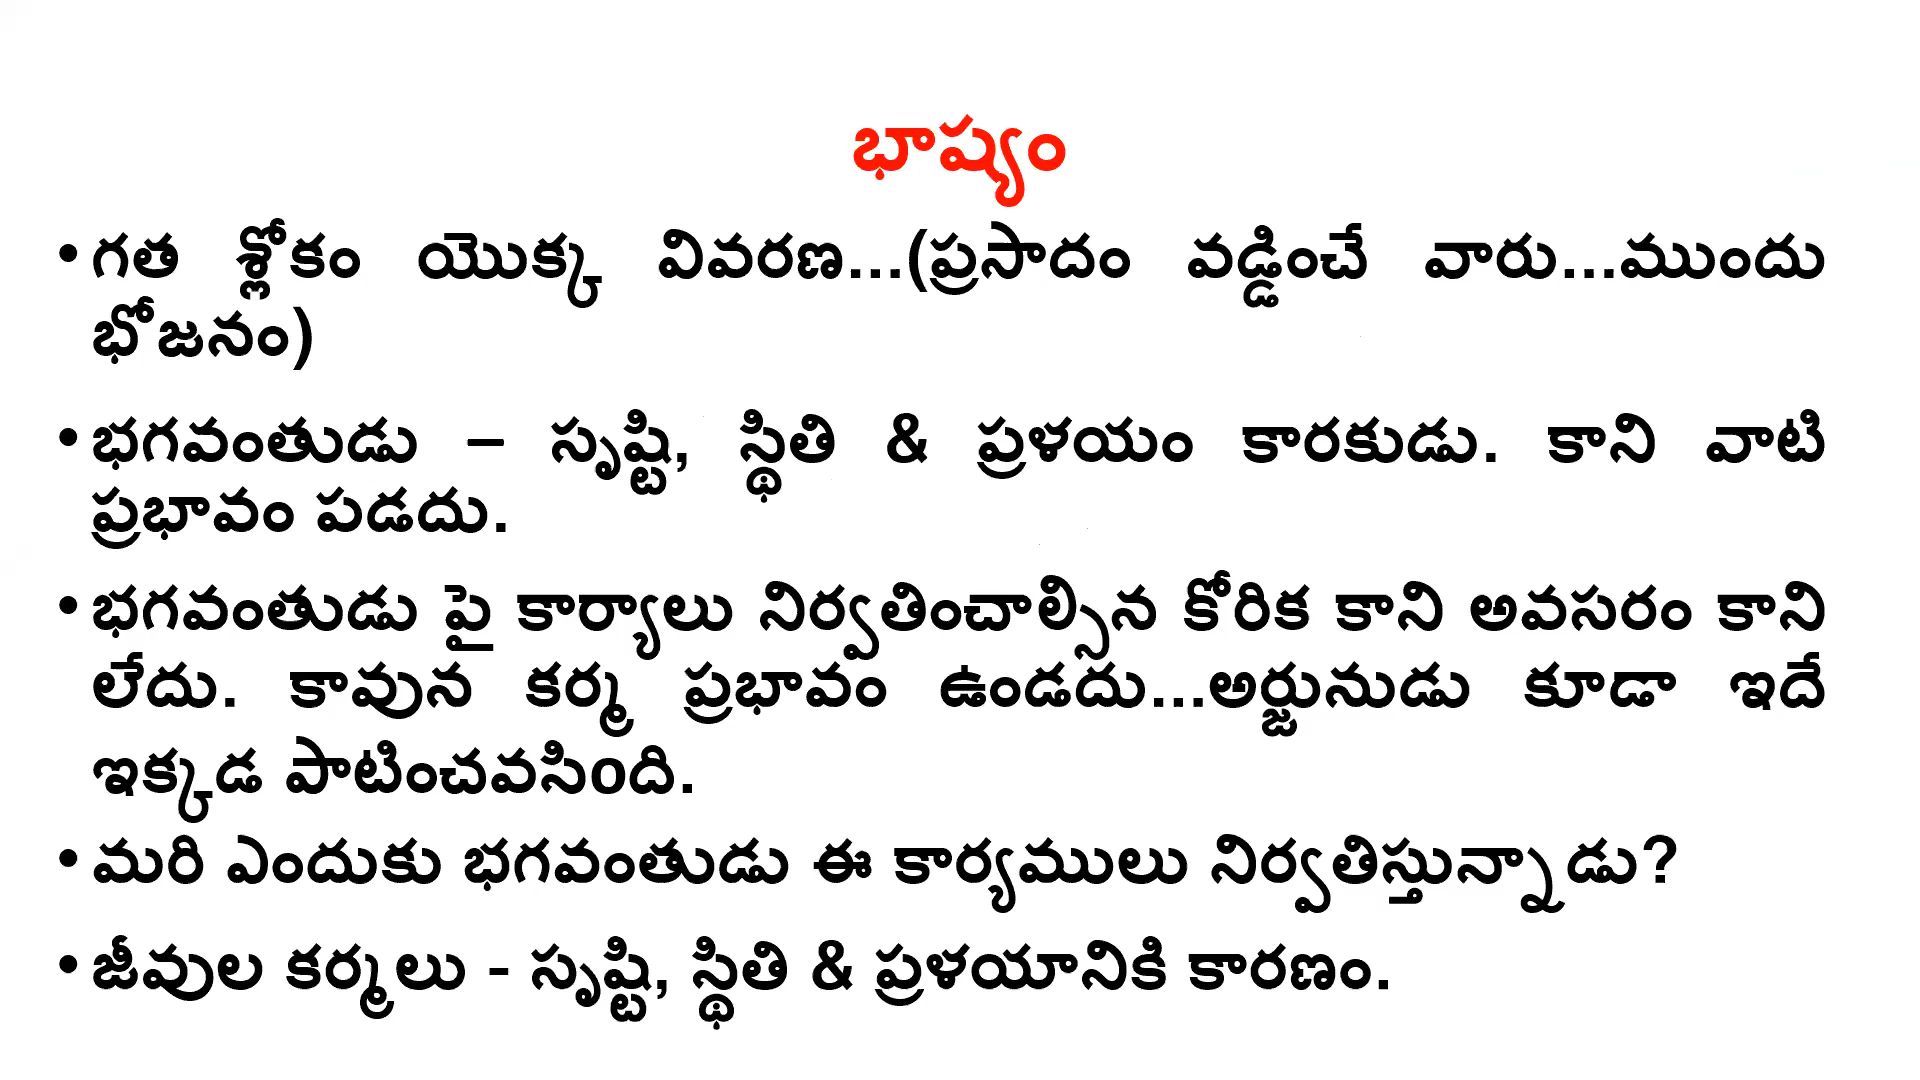 భాష్యం
• గత శ్లోకం యొక్క వివరణ...(ప్రసాదం వడ్డించే వారు...ముందు
భోజనం)
• భగవంతుడు – సృష్టి, స్థితి & ప్రళయం కారకుడు. కాని వాటి
ప్రభావం పడదు.
• భగవంతుడు పై కార్యాలు నిర్వతించాల్సిన కోరిక కాని అవసరం కాని
లేదు. కావున కర్మ ప్రభావం ఉండదు...అర్జునుడు కూడా ఇదే
ఇక్కడ పాటించవసింది.
• మరి ఎందుకు భగవంతుడు ఈ కార్యములు నిర్వతిస్తున్నాడు?
• జీవుల కర్మలు - సృష్టి, స్థితి & ప్రళయానికి కారణం.